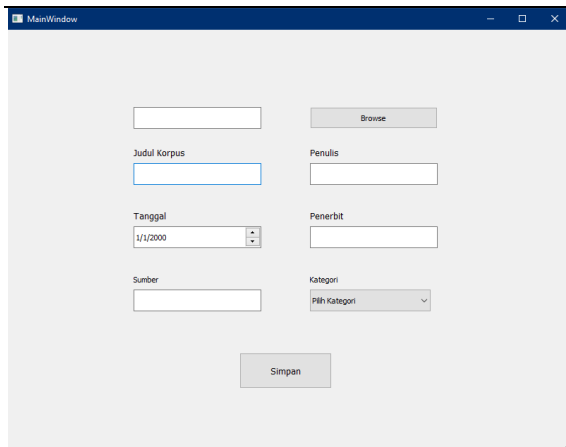 MainWindow
Browse
Judul Korpus
Penulis
Tanggal
Penerbit
1/1/2000
Sumber
Kategori
Pilih Kategori
Simpan